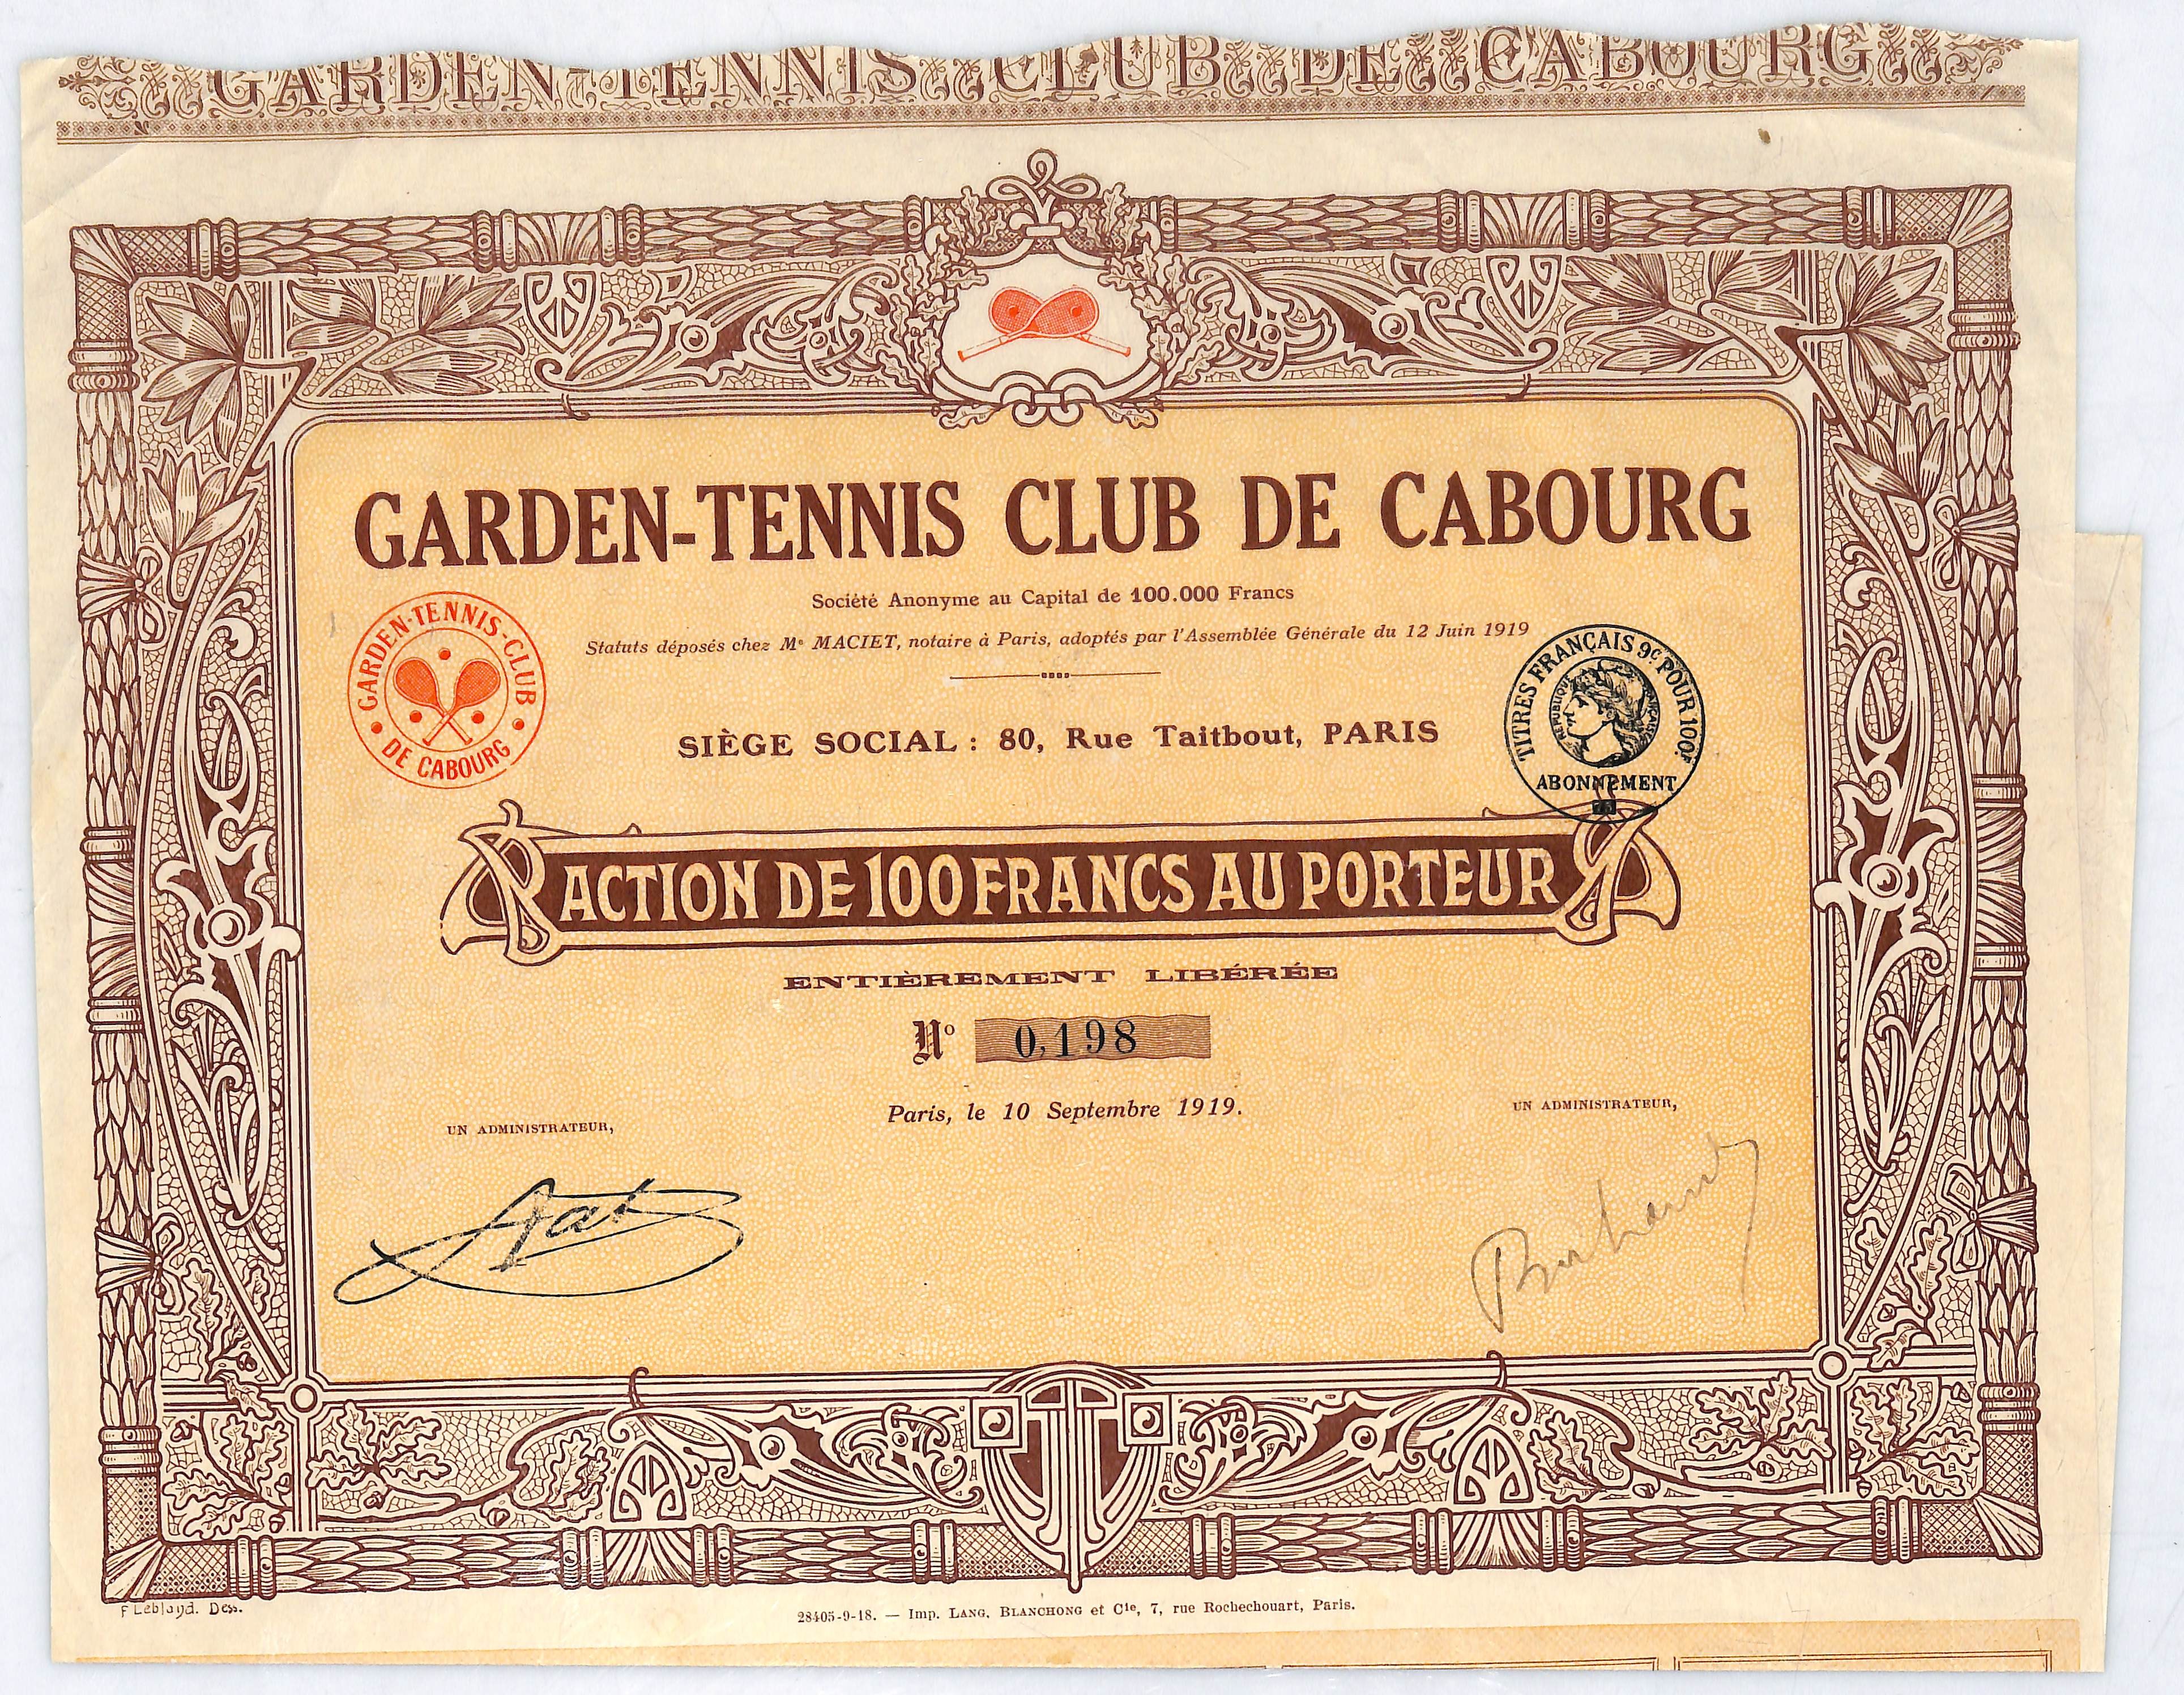 GARDEN-TENNIS CLUB DE CABOURG
GARDEN-TENNIS CLUB DE CABOURG
Société Anonyme au Capital de 100.000 Francs
Statuts déposés chez Me MACIET, notaire à Paris, adoptés par l'Assemblée Générale du 12 Juin 1919
GARDEN-TENNIS-CLUB
DE CABOURG
TITRES FRANÇAIS 9c POUR 100F
RÉPUBLIQUE FRANÇAISE
ABONNEMENT
SIÈGE SOCIAL : 80, Rue Taitbout, PARIS
ACTION DE 100 FRANCS AU PORTEUR
ENTIÈREMENT LIBÉRÉE
No 0,198
Paris, le 10 Septembre 1919.
UN ADMINISTRATEUR,
UN ADMINISTRATEUR,
F Lebland. Dess.
28405-9-18. — Imp. LANG, BLANCHONG et Cie, 7, rue Rochechouart, Paris.